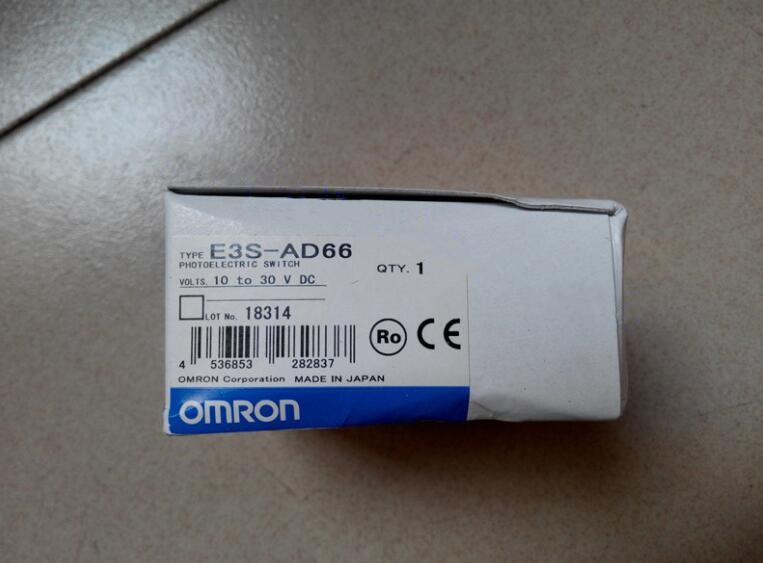 TYPE E3S-AD66
PHOTOELECTRIC SWITCH
QTY. 1
VOLTS. 10 to 30 V DC
LOT No. 18314
Ro CE
4 536853 282837
OMRON Corporation MADE IN JAPAN
OMRON